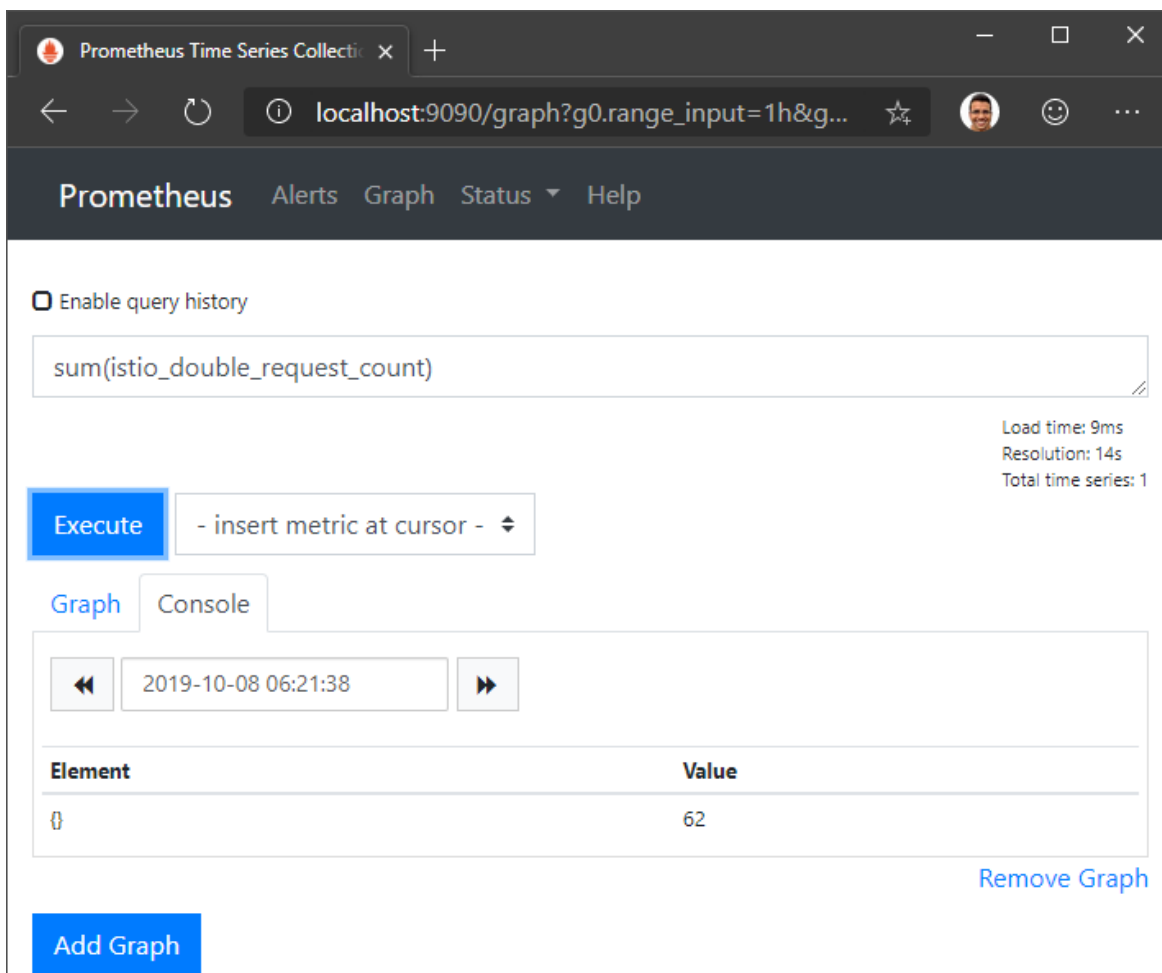 Prometheus Time Series Collectic
localhost:9090/graph?g0.range_input=1h&g...
Prometheus Alerts Graph Status Help
Enable query history
sum(istio_double_request_count)
Load time: 9ms
Resolution: 14s
Total time series: 1
Execute - insert metric at cursor -
Graph Console
2019-10-08 06:21:38
Element Value
{} 62
Remove Graph
Add Graph